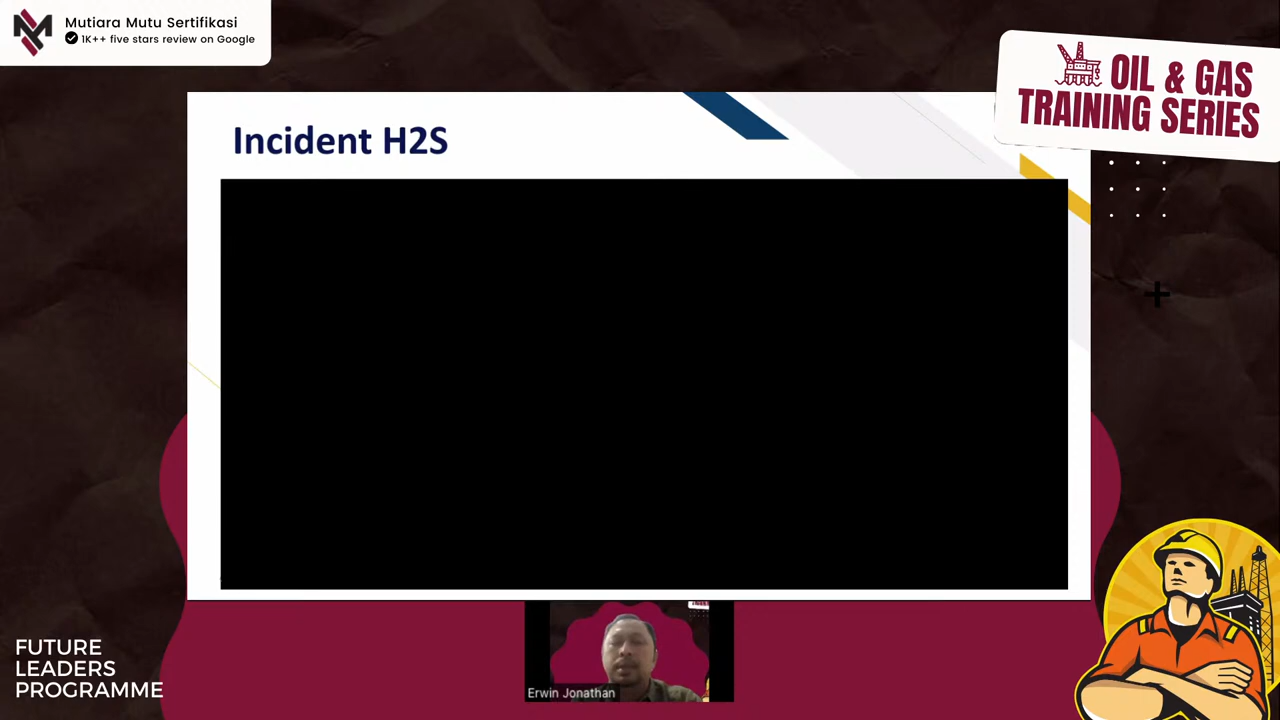 Mutiara Mutu Sertifikasi
1K++ five stars review on Google
OIL & GAS
TRAINING SERIES
Incident H2S
FUTURE
LEADERS
PROGRAMME
Erwin Jonathan